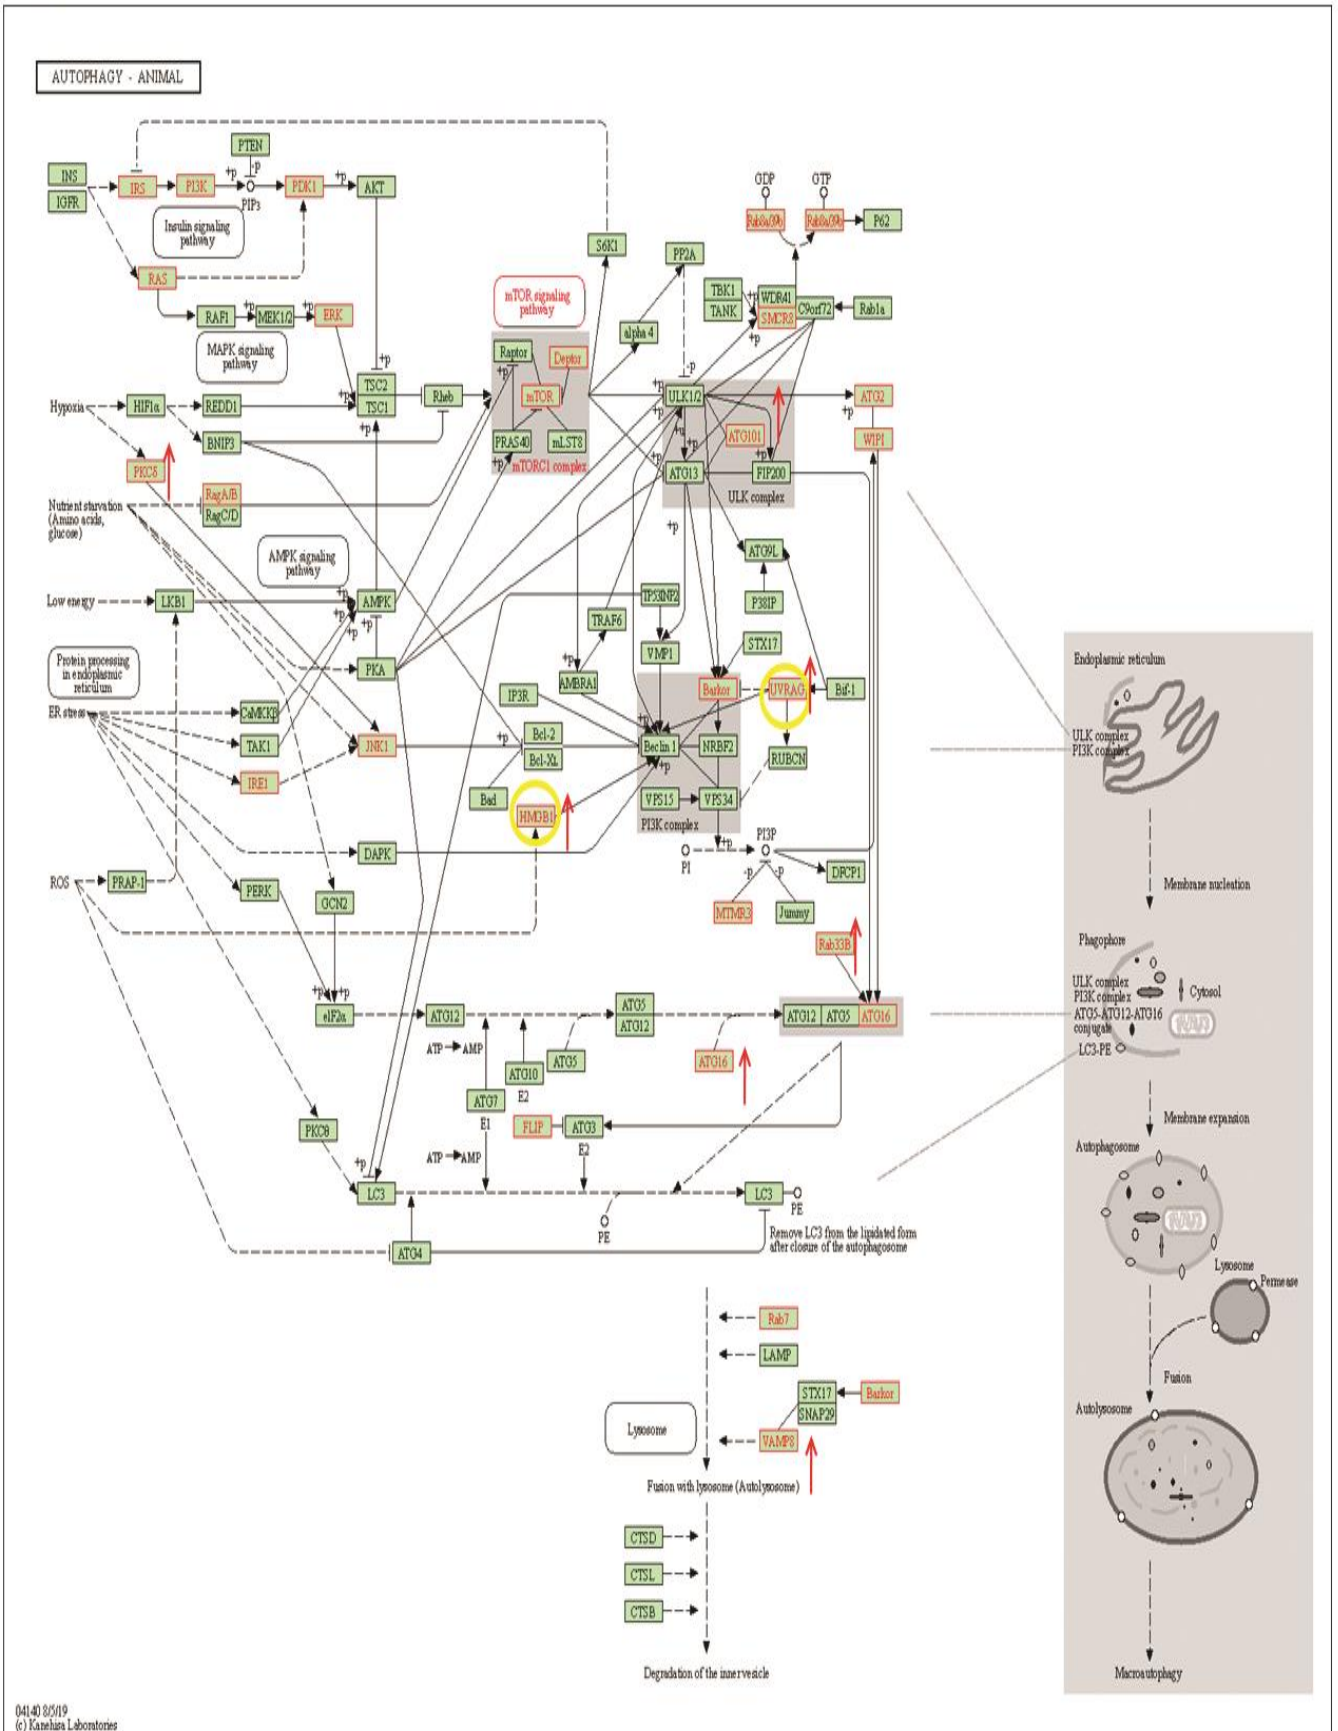 AUTOPHAGY - ANIMAL
PTEN
INS
IGFR
IRS
PI3K
+p
-p
PIP3
PDK1
+p
AKT
GDP
GTP
Rab8a/39b
Rab8a/39b
P62
Insulin signaling
pathway
S6K1
PP2A
RAS
TBK1
TANK
+p
+p
WDR41
SMCR8
C9orf72
Rab1a
mTOR signaling
pathway
RAF1
+p
MEK1/2
+p
ERK
MAPK signaling
pathway
alpha 4
Raptor
Deptor
+p
+p
-p
TSC2
TSC1
+p
Rheb
mTOR
+p
+p
ULK1/2
ATG2
+p
Hypoxia
HIF1α
REDD1
BNIP3
+p
PRAS40
+p
mLST8
mTORC1 complex
+u
+p
ATG101
+p
WIPI
PKCδ
ATG13
FIP200
ULK complex
RagA/B
RagC/D
Nutrient starvation
(Amino acids,
glucose)
+p
AMPK signaling
pathway
ATG9L
Low energy
LKB1
+p
+p
+p
+p
AMPK
TP53INP2
P38IP
TRAF6
STX17
VMP1
Protein processing
in endoplasmic
reticulum
PKA
+p
AMBRA1
Barkor
UVRAG
Bif-1
IP3R
ER stress
CaMKKβ
TAK1
JNK1
+p
Bcl-2
Bcl-XL
Beclin 1
+p
NRBF2
RUBCN
IRE1
Bad
HMGB1
VPS15
VPS34
PI3K complex
+p
PI
PI3P
DAPK
-p
-p
DFCP1
ROS
PRAP-1
PERK
GCN2
MTMR3
Jummy
Rab33B
+p
+p
eIF2α
ATG12
ATG5
ATG12
ATG12
ATG5
ATG16
ATP
AMP
ATG5
ATG10
E2
ATG16
ATG7
E1
FLIP
ATG3
E2
PKCθ
ATP
AMP
+p
LC3
LC3
PE
PE
ATG4
Remove LC3 from the lipidated form
after closure of the autophagosome
Rab7
LAMP
STX17
SNAP29
Barkor
Lysosome
VAMP8
Fusion with lysosome (Autolysosome)
CTSD
CTSL
CTSB
Degradation of the inner vesicle
Endoplasmic reticulum
ULK complex
PI3K complex
Membrane nucleation
Phagophore
ULK complex
PI3K complex
Cytosol
ATG5-ATG12-ATG16
conjugate
LC3-PE
Membrane expansion
Autophagosome
Lysosome
Permease
Fusion
Autolysosome
Macroautophagy
04140 8/5/19
(c) Kanehisa Laboratories